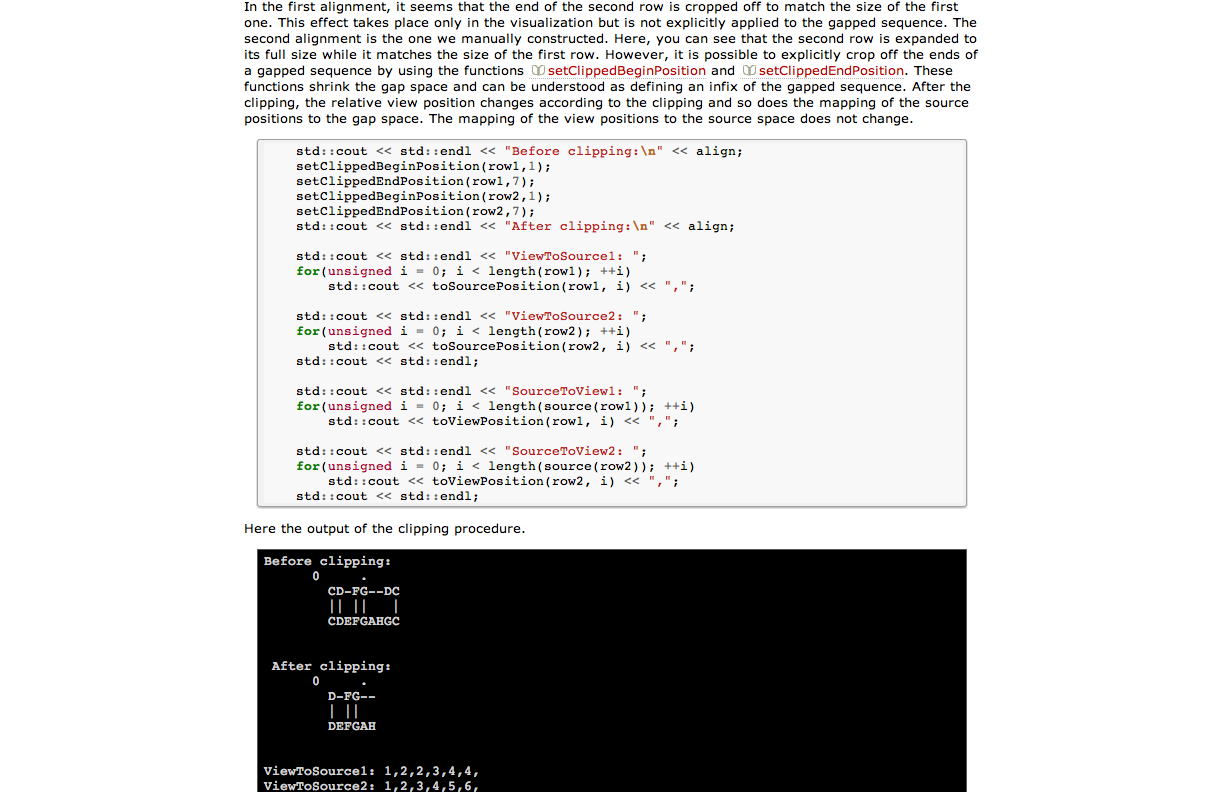 In the first alignment, it seems that the end of the second row is cropped off to match the size of the first
one. This effect takes place only in the visualization but is not explicitly applied to the gapped sequence. The
second alignment is the one we manually constructed. Here, you can see that the second row is expanded to
its full size while it matches the size of the first row. However, it is possible to explicitly crop off the ends of
a gapped sequence by using the functions setClippedBeginPosition and setClippedEndPosition. These
functions shrink the gap space and can be understood as defining an infix of the gapped sequence. After the
clipping, the relative view position changes according to the clipping and so does the mapping of the source
positions to the gap space. The mapping of the view positions to the source space does not change.
std::cout << std::endl << "Before clipping:\n" << align;
setClippedBeginPosition(row1,1);
setClippedEndPosition(row1,7);
setClippedBeginPosition(row2,1);
setClippedEndPosition(row2,7);
std::cout << std::endl << "After clipping:\n" << align;
std::cout << std::endl << "ViewToSource1: ";
for(unsigned i = 0; i < length(row1); ++i)
std::cout << toSourcePosition(row1, i) << ",";
std::cout << std::endl << "ViewToSource2: ";
for(unsigned i = 0; i < length(row2); ++i)
std::cout << toSourcePosition(row2, i) << ",";
std::cout << std::endl;
std::cout << std::endl << "SourceToView1: ";
for(unsigned i = 0; i < length(source(row1)); ++i)
std::cout << toViewPosition(row1, i) << ",";
std::cout << std::endl << "SourceToView2: ";
for(unsigned i = 0; i < length(source(row2)); ++i)
std::cout << toViewPosition(row2, i) << ",";
std::cout << std::endl;
Here the output of the clipping procedure.
Before clipping:
0     .
CD-FG--DC
|| ||   |
CDEFGAHGC
After clipping:
0     .
D-FG--
| ||
DEFGAH
ViewToSource1: 1,2,2,3,4,4,
ViewToSource2: 1,2,3,4,5,6,